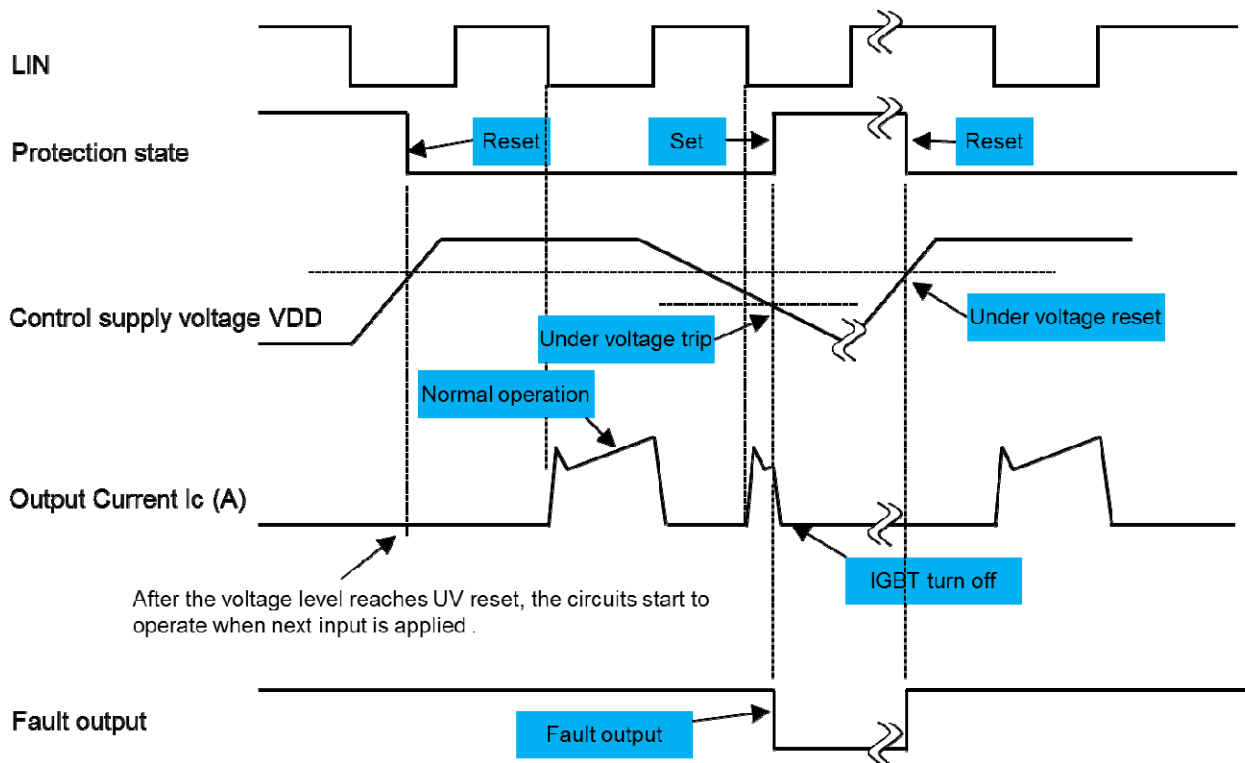 LIN
Protection state
Reset
Set
Reset
Control supply voltage VDD
Under voltage trip
Under voltage reset
Normal operation
Output Current Ic (A)
IGBT turn off
After the voltage level reaches UV reset, the circuits start to
operate when next input is applied .
Fault output
Fault output